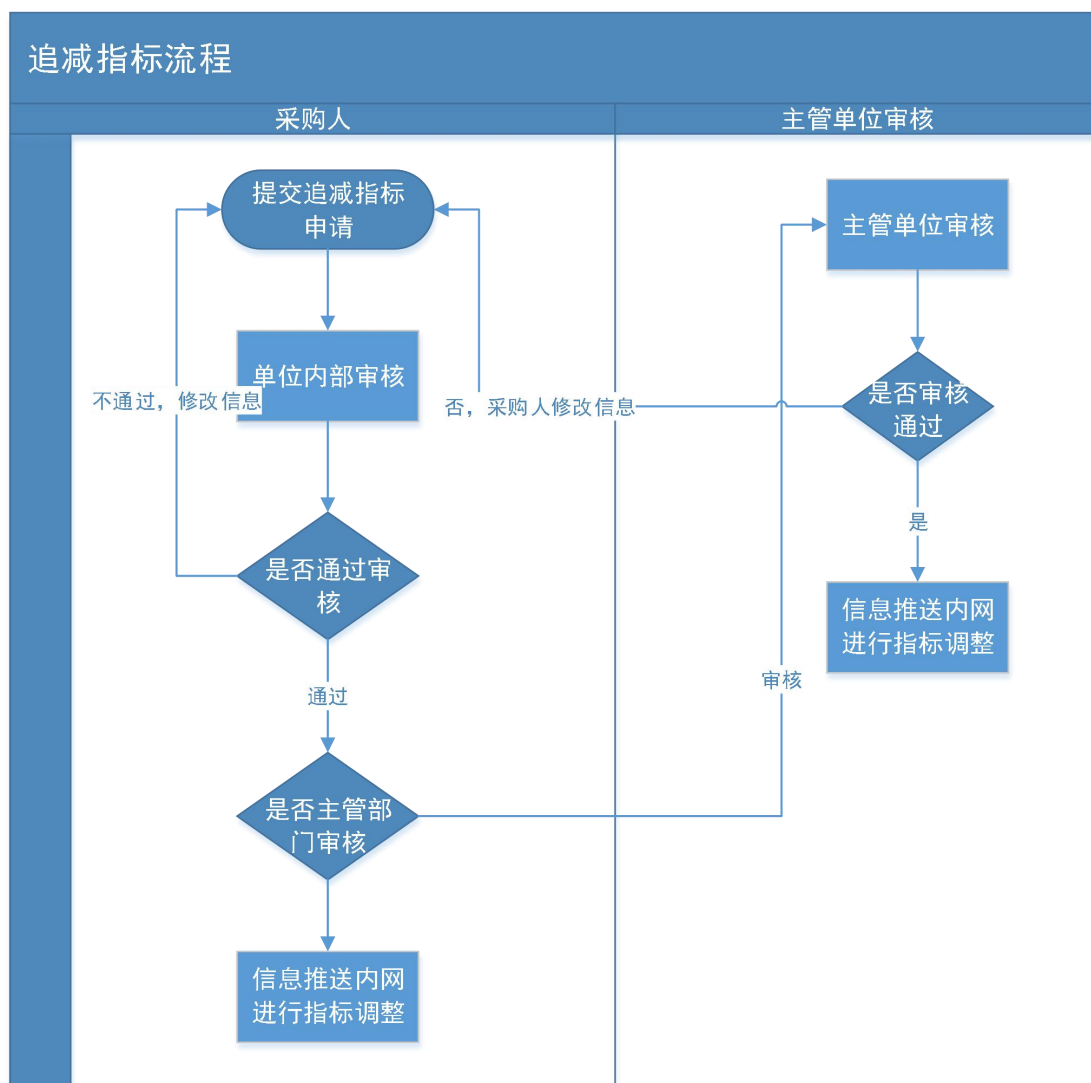 追减指标流程
采购人
主管单位审核
提交追减指标
申请
单位内部审核
不通过，修改信息
是否通过审
核
通过
是否主管部
门审核
信息推送内网
进行指标调整
审核
主管单位审核
是否审核
通过
否，采购人修改信息
是
信息推送内网
进行指标调整